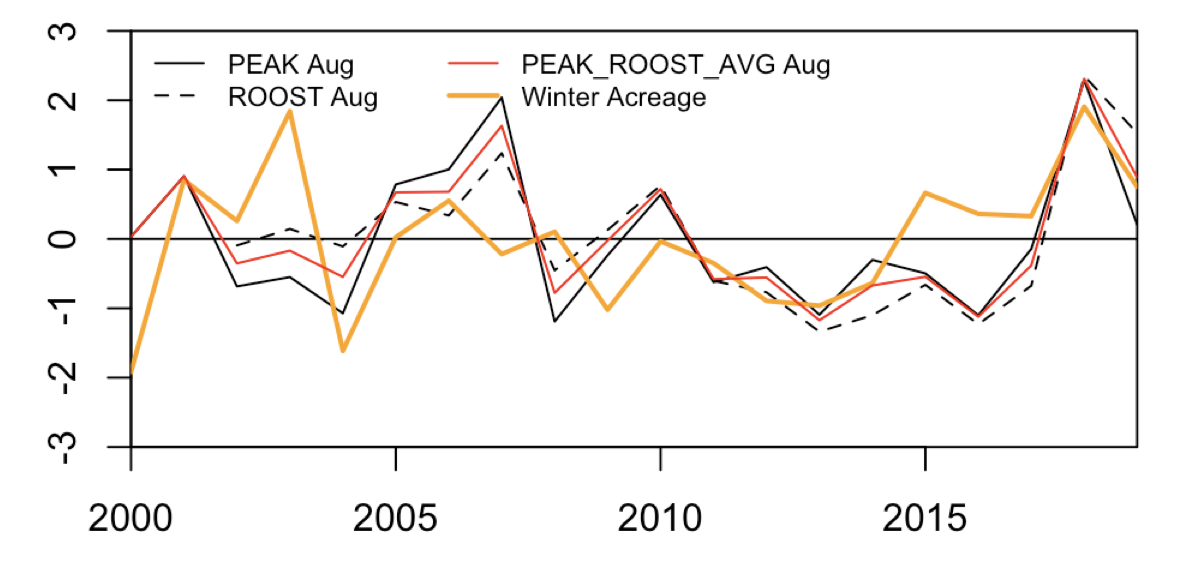 3
2
1
0
-1
-2
-3
PEAK Aug
ROOST Aug
PEAK_ROOST_AVG Aug
Winter Acreage
2000 2005 2010 2015